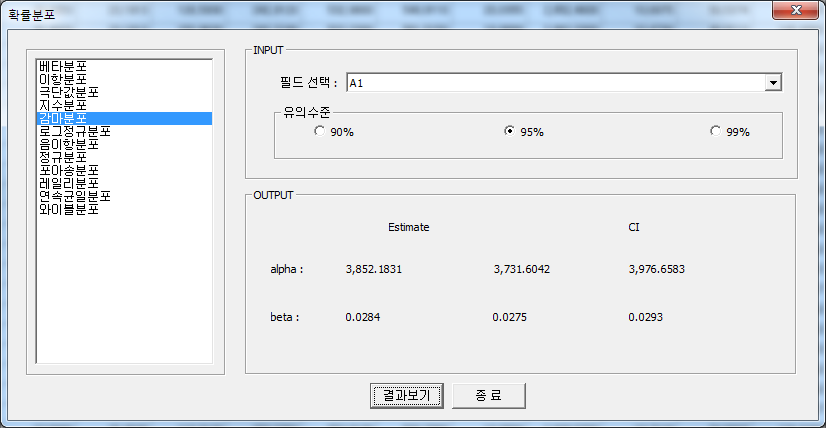 확률분포
베타분포
이항분포
극단값분포
지수분포
감마분포
로그정규분포
음이항분포
정규분포
포아송분포
레일리분포
연속균일분포
와이블분포
INPUT
필드 선택 : A1
유의수준
90% 95% 99%
OUTPUT
Estimate CI
alpha : 3,852.1831 3,731.6042 3,976.6583
beta : 0.0284 0.0275 0.0293
결과보기 종 료